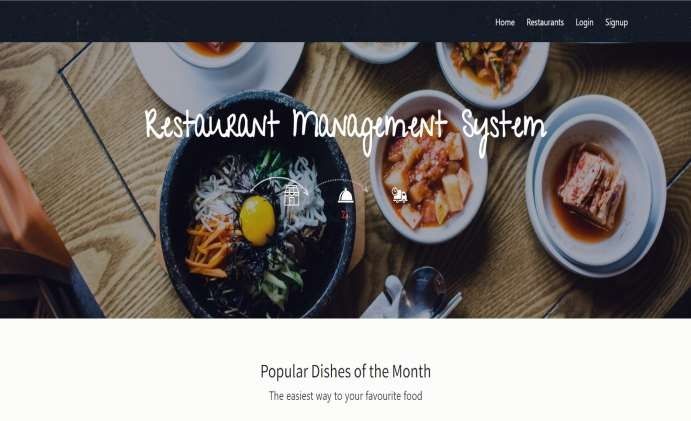 Home Restaurants Login Signup
Restaurant Management System
Popular Dishes of the Month
The easiest way to your favourite food